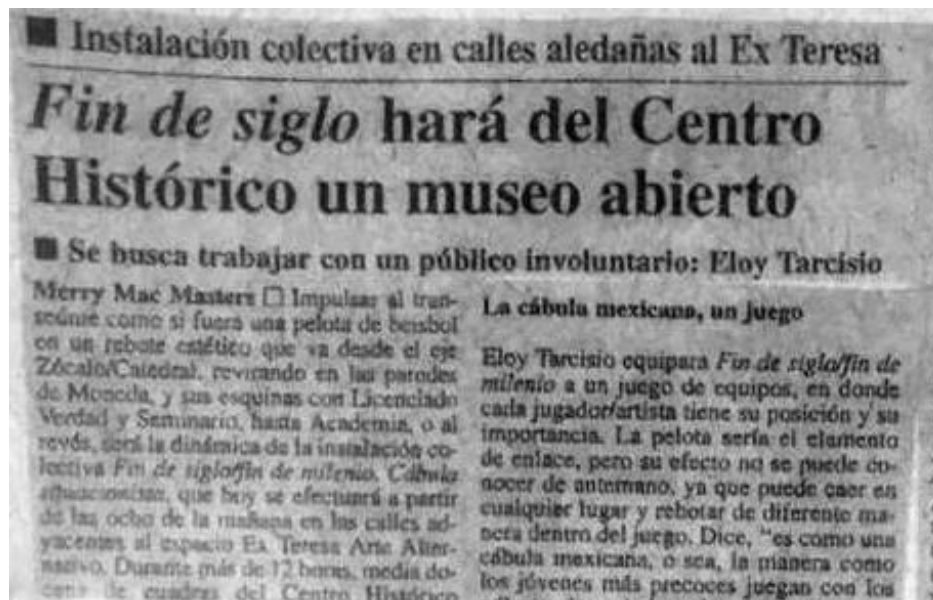 ■ Instalación colectiva en calles aledañas al Ex Teresa
Fin de siglo hará del Centro
Histórico un museo abierto
■ Se busca trabajar con un público involuntario: Eloy Tarcisio
Merry Mac Masters □ Impulsar al tran-
seúnte como si fuera una pelota de beisbol
en un rebote estético que va desde el eje
Zócalo/Catedral, revirando en las paredes
de Moneda, y sus esquinas con Licenciado
Verdad y Seminario, hasta Academia, o al
revés, será la dinámica de la instalación co-
lectiva Fin de siglo/fin de milenio. Cábula
situacionista, que hoy se efectuará a partir
de las ocho de la mañana en las calles ad-
yacentes al espacio Ex Teresa Arte Alter-
nativo. Durante más de 12 horas, media do-
cena de cuadras del Centro Histórico
La cábula mexicana, un juego
Eloy Tarcisio equipara Fin de siglo/fin de
milenio a un juego de equipos, en donde
cada jugador/artista tiene su posición y su
importancia. La pelota sería el elemento
de enlace, pero su efecto no se puede co-
nocer de antemano, ya que puede caer en
cualquier lugar y rebotar de diferente ma-
nera dentro del juego. Dice, "es como una
cábula mexicana, o sea, la manera como
los jóvenes más precoces juegan con los